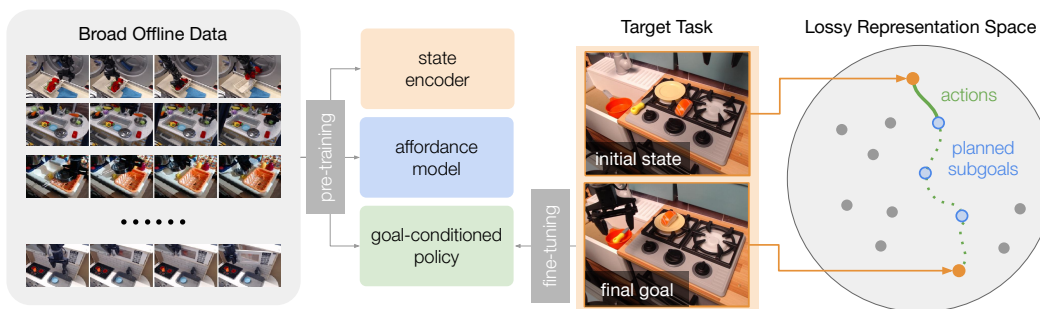 Broad Offline Data
pre-training
state
encoder
affordance
model
goal-conditioned
policy
fine-tuning
Target Task
initial state
final goal
Lossy Representation Space
actions
planned
subgoals